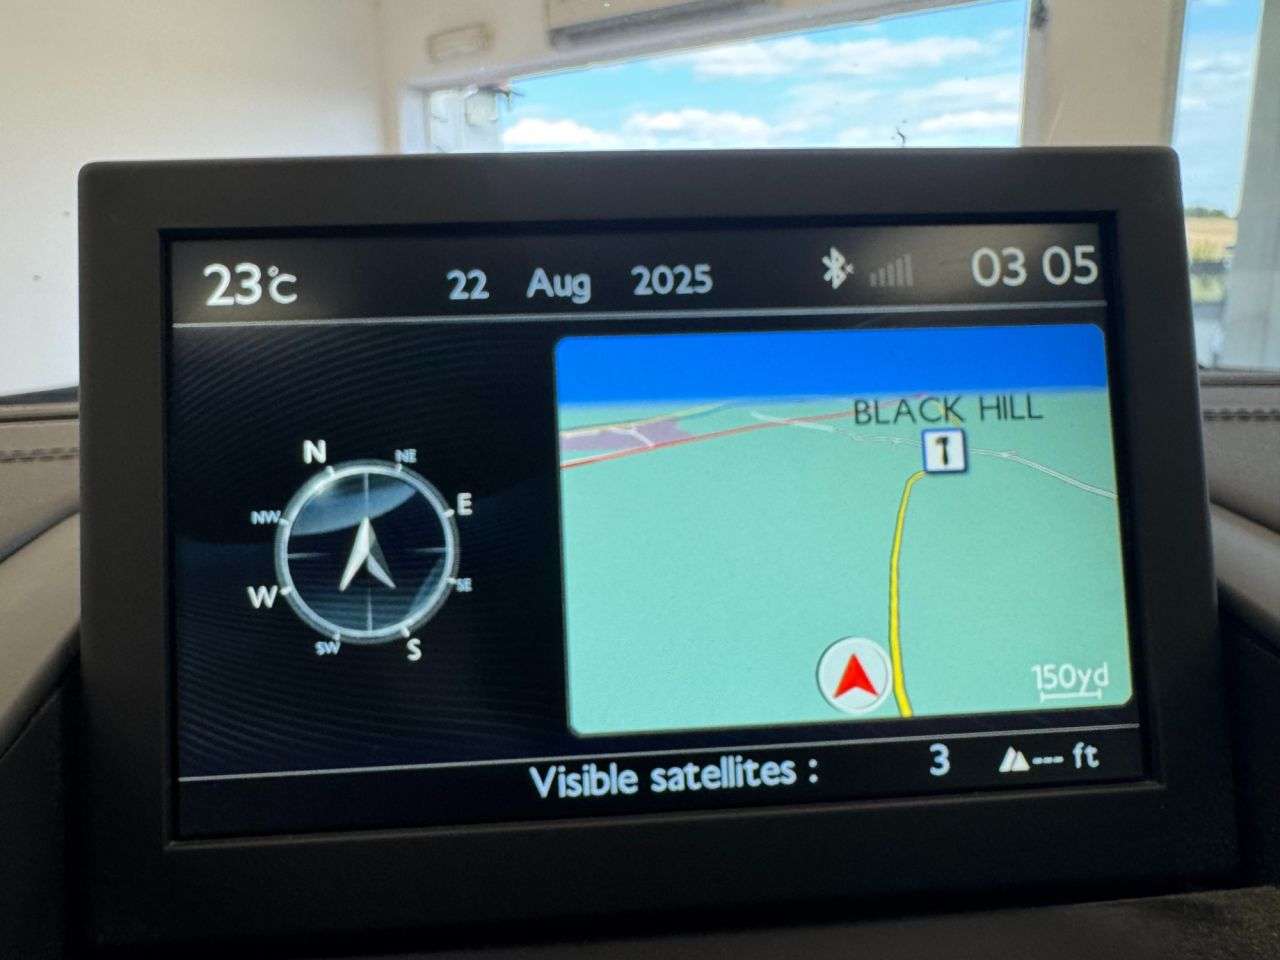 23°C 22 Aug 2025 03 05
BLACK HILL
1
N
NE
E
NW
SE
W
SW
S
150yd
Visible satellites : 3 --- ft